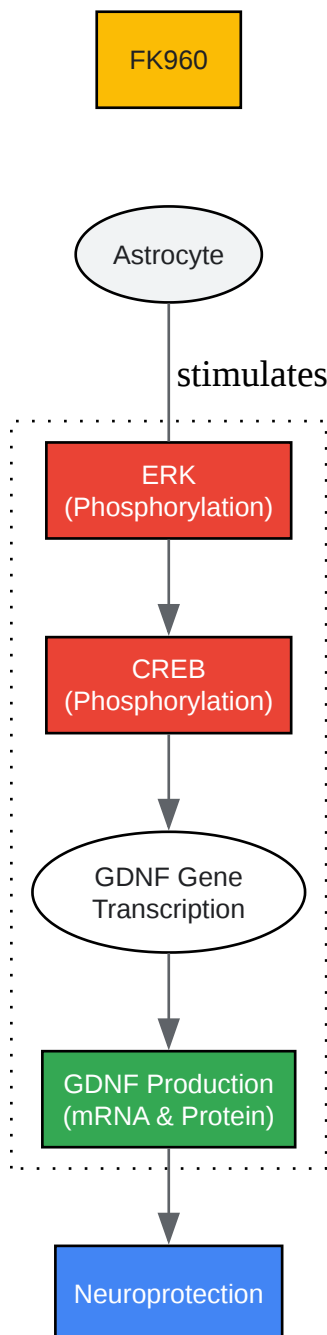 FK960
Astrocyte
stimulates
ERK
(Phosphorylation)
CREB
(Phosphorylation)
GDNF Gene
Transcription
GDNF Production
(mRNA & Protein)
Neuroprotection